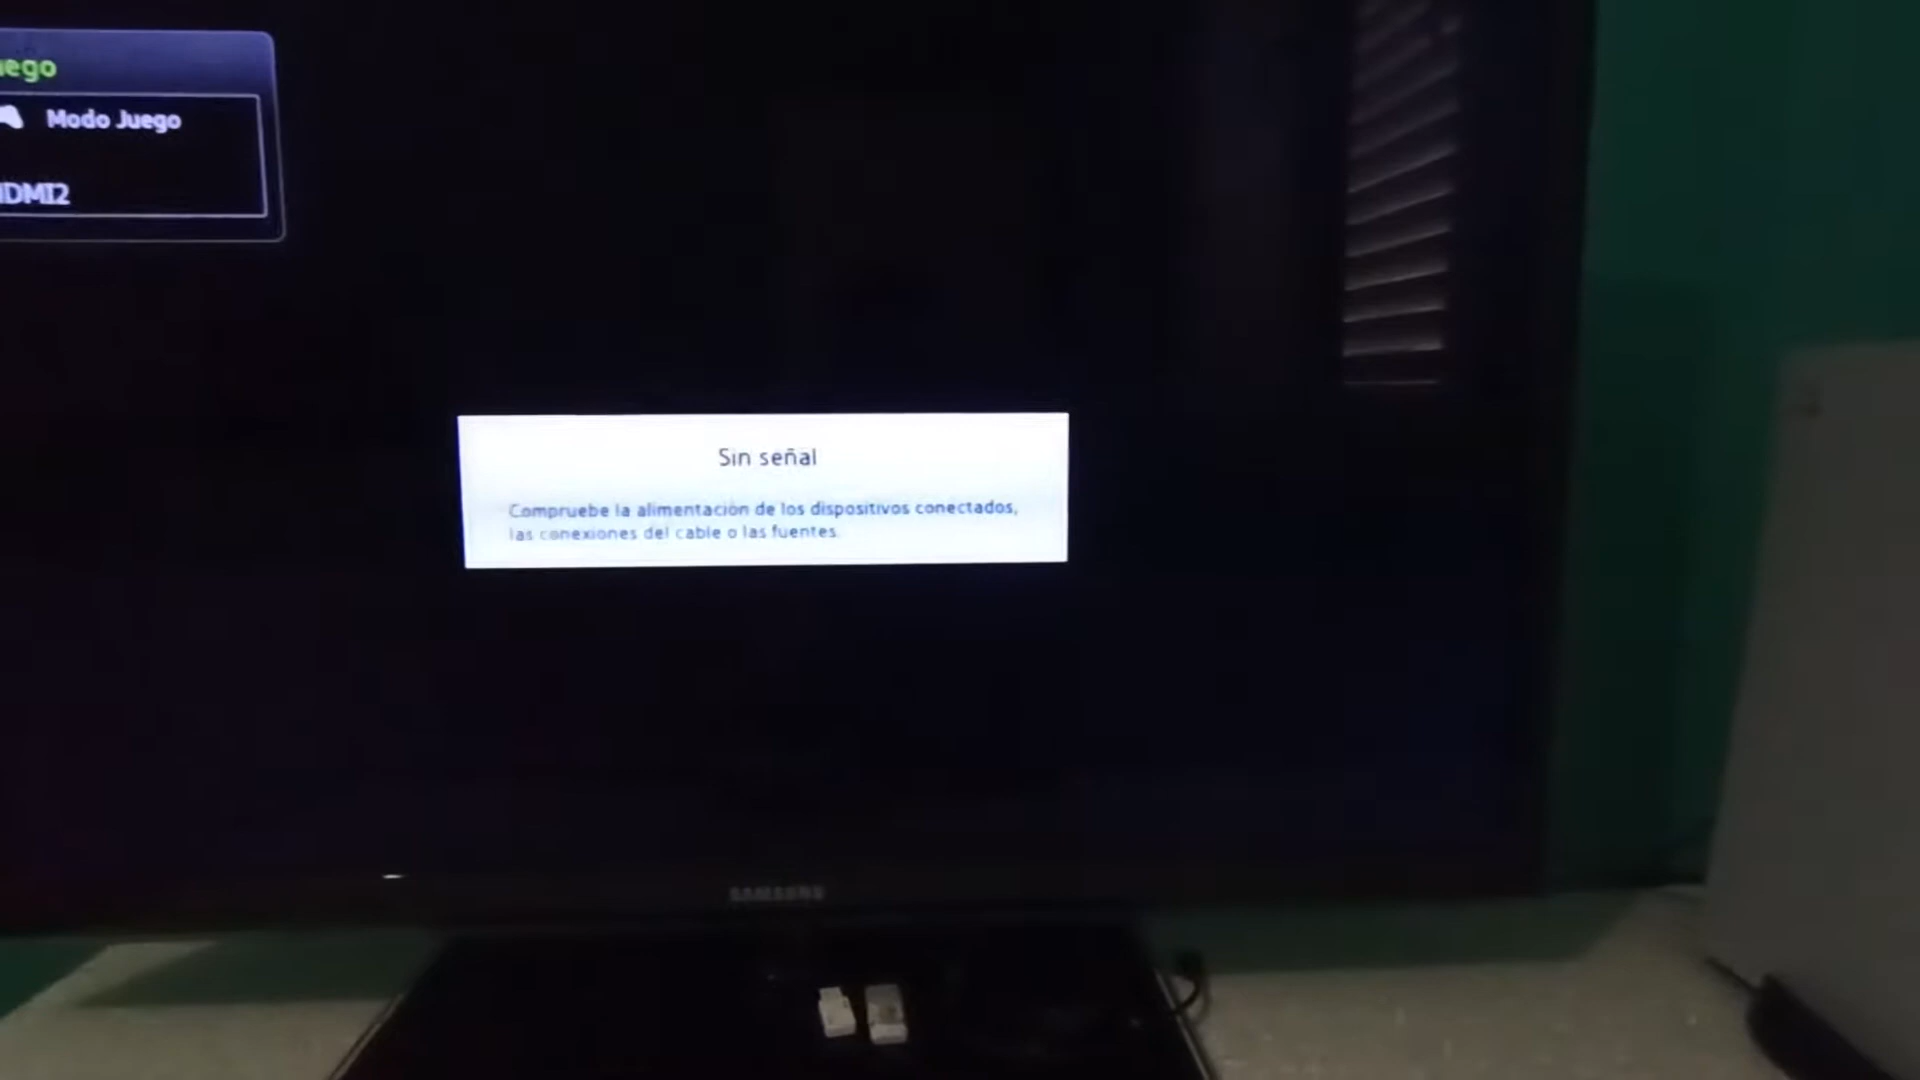 uego
Modo Juego
HDMI2
Sin señal
Compruebe la alimentación de los dispositivos conectados,
las conexiones del cable o las fuentes.
SAMSUNG